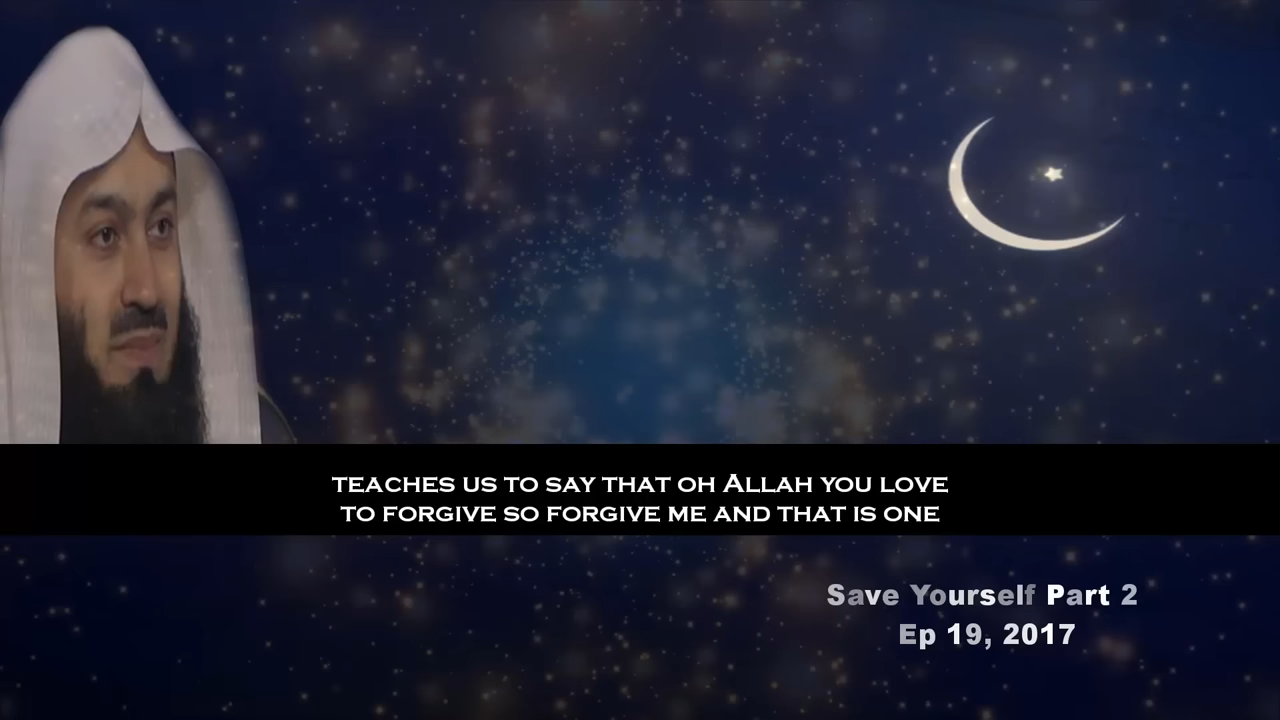 TEACHES US TO SAY THAT OH ALLAH YOU LOVE
TO FORGIVE SO FORGIVE ME AND THAT IS ONE
Save Yourself Part 2
Ep 19, 2017